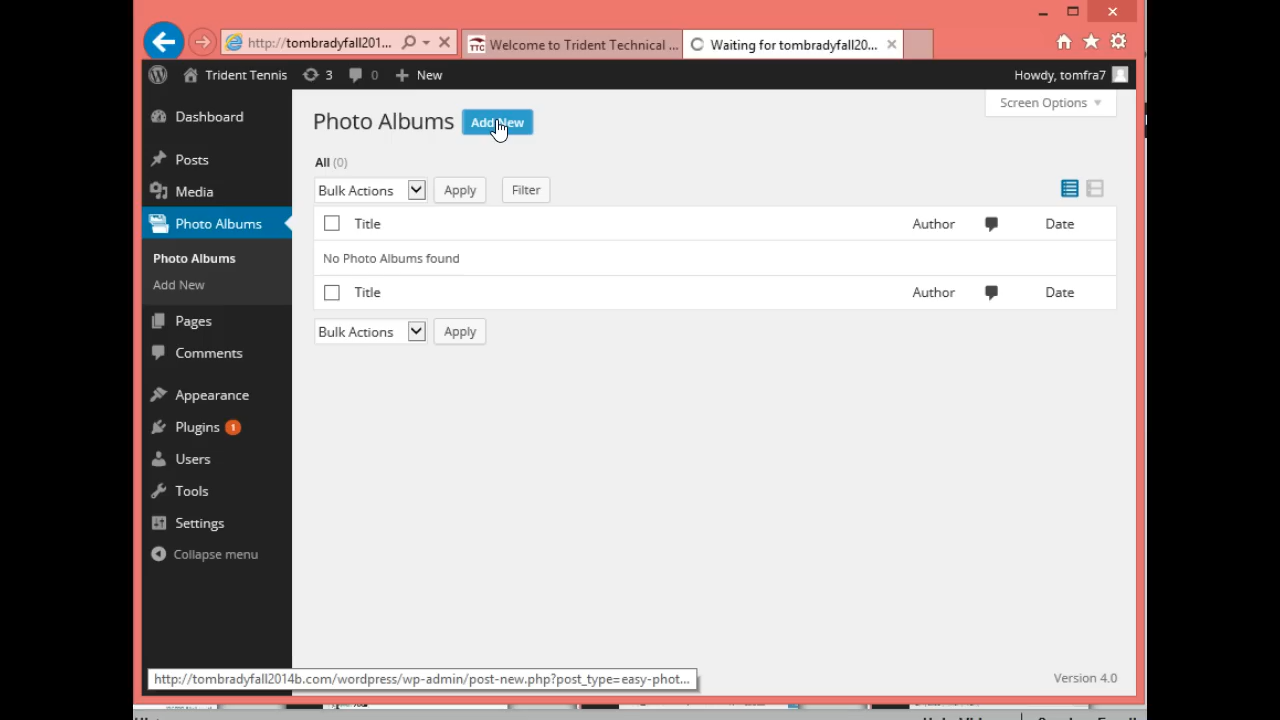 http://tombradyfall201...
TTC Welcome to Trident Technical ...
Waiting for tombradyfall20...
Trident Tennis
3
0
New
Howdy, tomfra7
Screen Options
Dashboard
Posts
Media
Photo Albums
Photo Albums
Add New
Pages
Comments
Appearance
Plugins 1
Users
Tools
Settings
Collapse menu
Photo Albums Add New
All (0)
Bulk Actions Apply Filter
Title Author Date
No Photo Albums found
Title Author Date
Bulk Actions Apply
http://tombradyfall2014b.com/wordpress/wp-admin/post-new.php?post_type=easy-phot...
Version 4.0